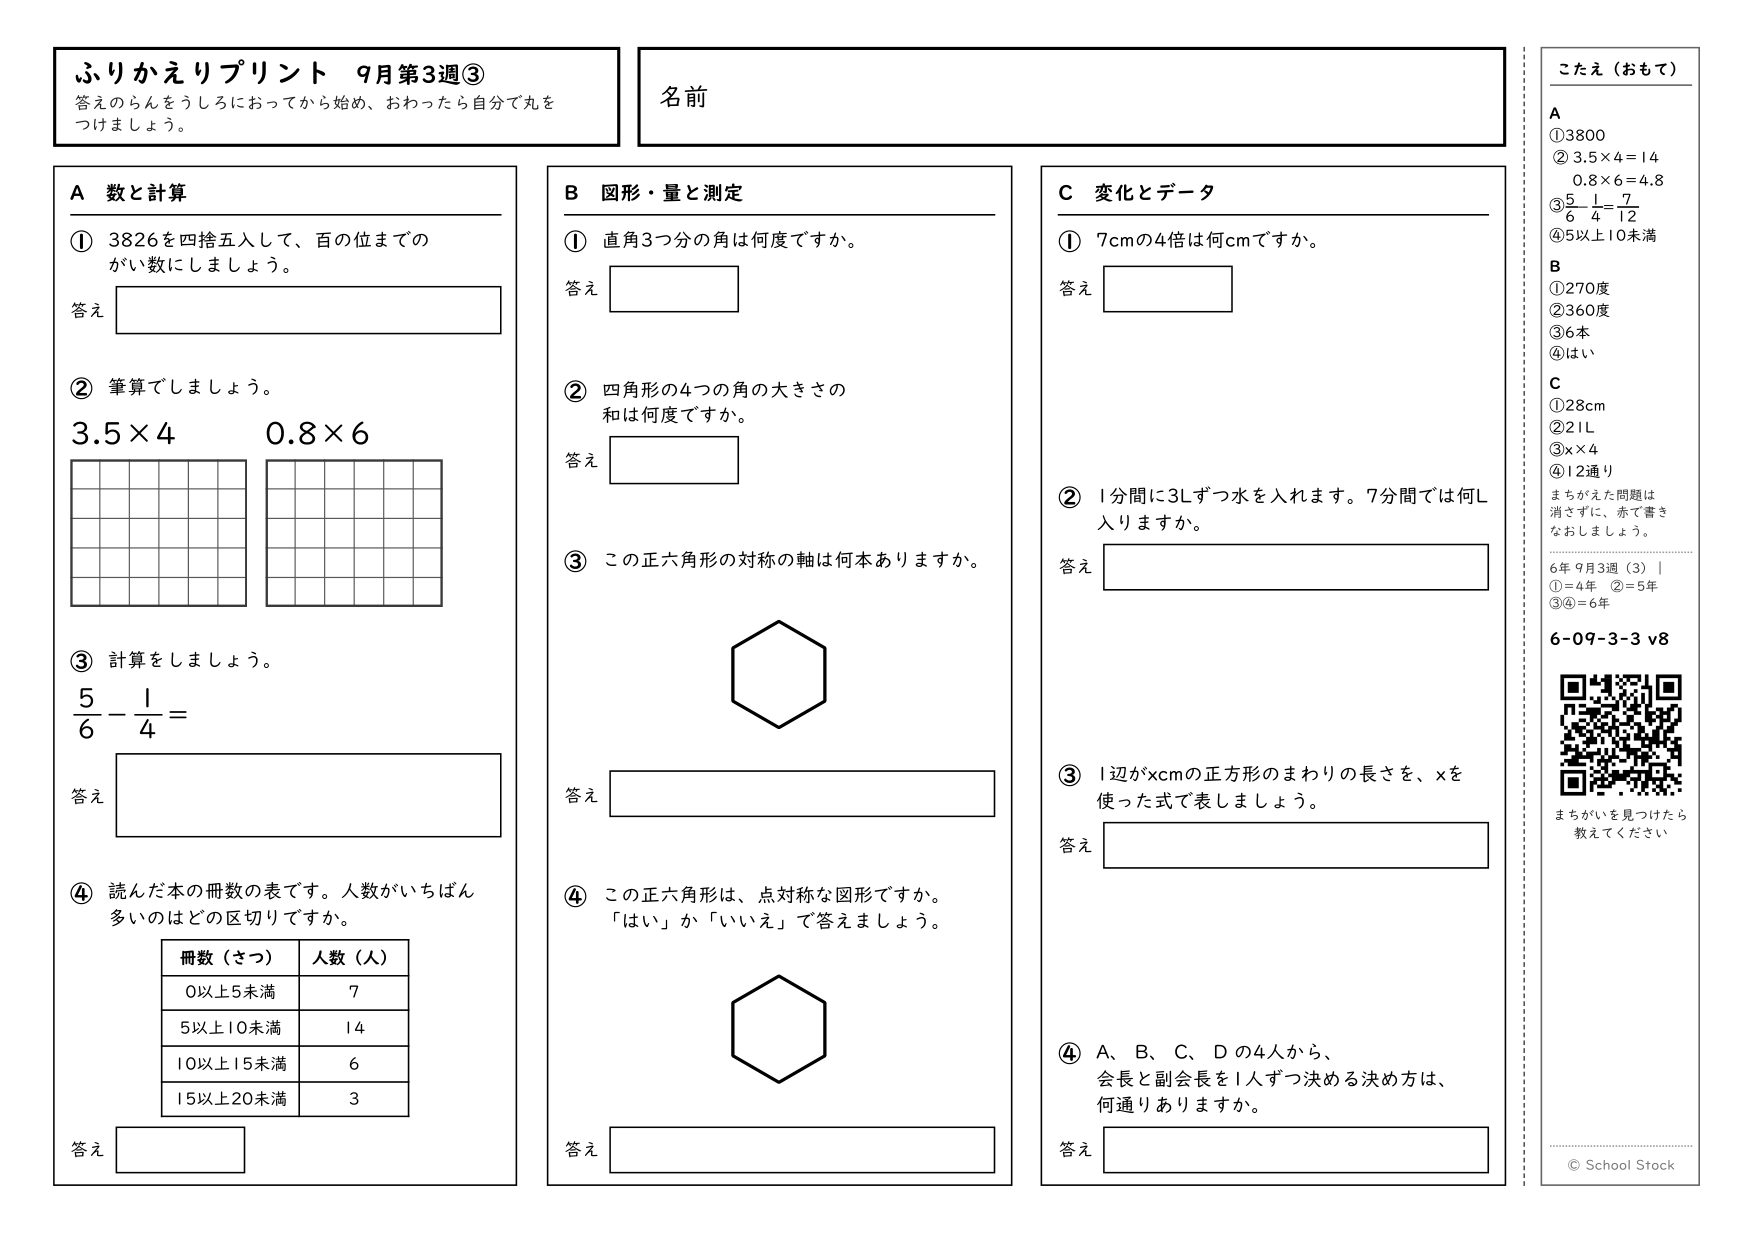 ふりかえりプリント　9月第3週③
答えのらんをうしろにおってから始め、おわったら自分で丸を
つけましょう。
名前
A　数と計算
① 3826を四捨五入して、百の位までの
がい数にしましょう。
答え
② 筆算でしましょう。
3.5×4　0.8×6
③ 計算をしましょう。
5/6 − 1/4 =
答え
④ 読んだ本の冊数の表です。人数がいちばん
多いのはどの区切りですか。
冊数（さつ）　人数（人）
0以上5未満　7
5以上10未満　14
10以上15未満　6
15以上20未満　3
答え
B　図形・量と測定
① 直角3つ分の角は何度ですか。
答え
② 四角形の4つの角の大きさの
和は何度ですか。
答え
③ この正六角形の対称の軸は何本ありますか。
答え
④ この正六角形は、点対称な図形ですか。
「はい」か「いいえ」で答えましょう。
答え
C　変化とデータ
① 7cmの4倍は何cmですか。
答え
② 1分間に3Lずつ水を入れます。7分間では何L
入りますか。
答え
③ 1辺がxcmの正方形のまわりの長さを、xを
使った式で表しましょう。
答え
④ A、 B、 C、 D の4人から、
会長と副会長を1人ずつ決める決め方は、
何通りありますか。
答え
こたえ（おもて）
A
①3800
② 3.5×4＝14
0.8×6＝4.8
③5/6−1/4=7/12
④5以上10未満
B
①270度
②360度
③6本
④はい
C
①28cm
②21L
③x×4
④12通り
まちがえた問題は
消さずに、赤で書き
なおしましょう。
6年 9月3週（3）｜
①＝4年　②＝5年
③④＝6年
6-09-3-3 v8
まちがいを見つけたら
教えてください
© School Stock